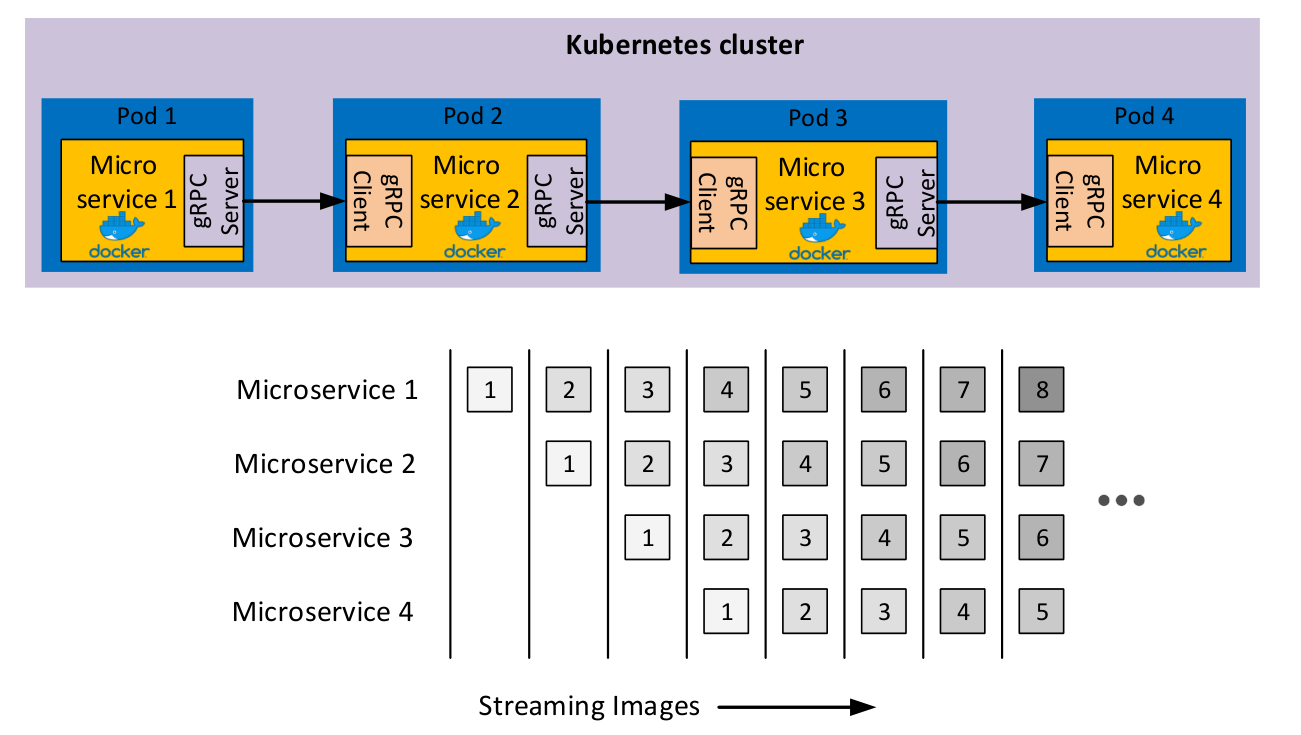 Kubernetes cluster
Pod 1
Micro
service 1
gRPC
Server
docker
Pod 2
gRPC
Client
Micro
service 2
gRPC
Server
docker
Pod 3
gRPC
Client
Micro
service 3
gRPC
Server
docker
Pod 4
gRPC
Client
Micro
service 4
docker
Microservice 1 1 2 3 4 5 6 7 8
Microservice 2 1 2 3 4 5 6 7
Microservice 3 1 2 3 4 5 6
Microservice 4 1 2 3 4 5
Streaming Images